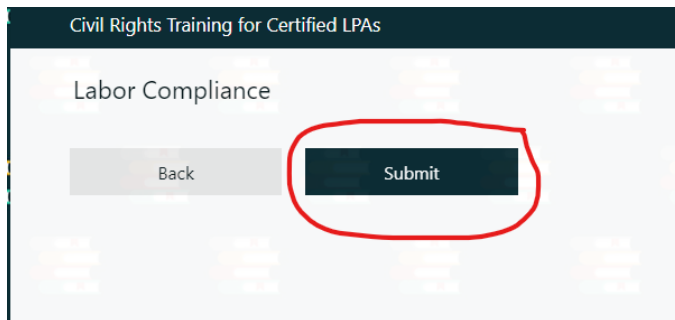 Civil Rights Training for Certified LPAs
Labor Compliance
Back
Submit